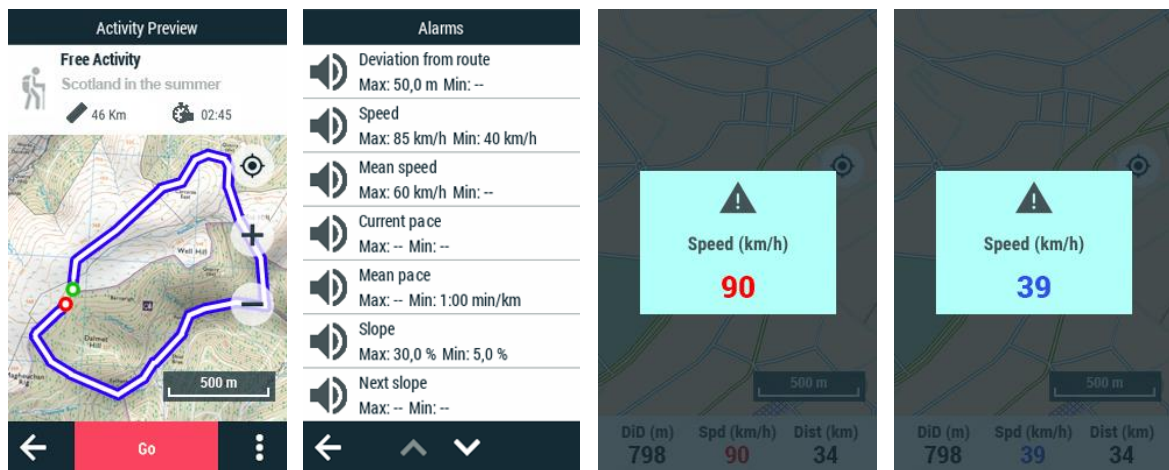 Activity Preview
Free Activity
Scotland in the summer
46 Km
02:45
Well Hill
Dalmet
Hill
500 m
Go
Alarms
Deviation from route
Max: 50,0 m Min: --
Speed
Max: 85 km/h Min: 40 km/h
Mean speed
Max: 60 km/h Min: --
Current pace
Max: -- Min: --
Mean pace
Max: -- Min: 1:00 min/km
Slope
Max: 30,0 % Min: 5,0 %
Next slope
Max: -- Min: --
Speed (km/h)
90
500 m
DiD (m) Spd (km/h) Dist (km)
798 90 34
Speed (km/h)
39
500 m
DiD (m) Spd (km/h) Dist (km)
798 39 34